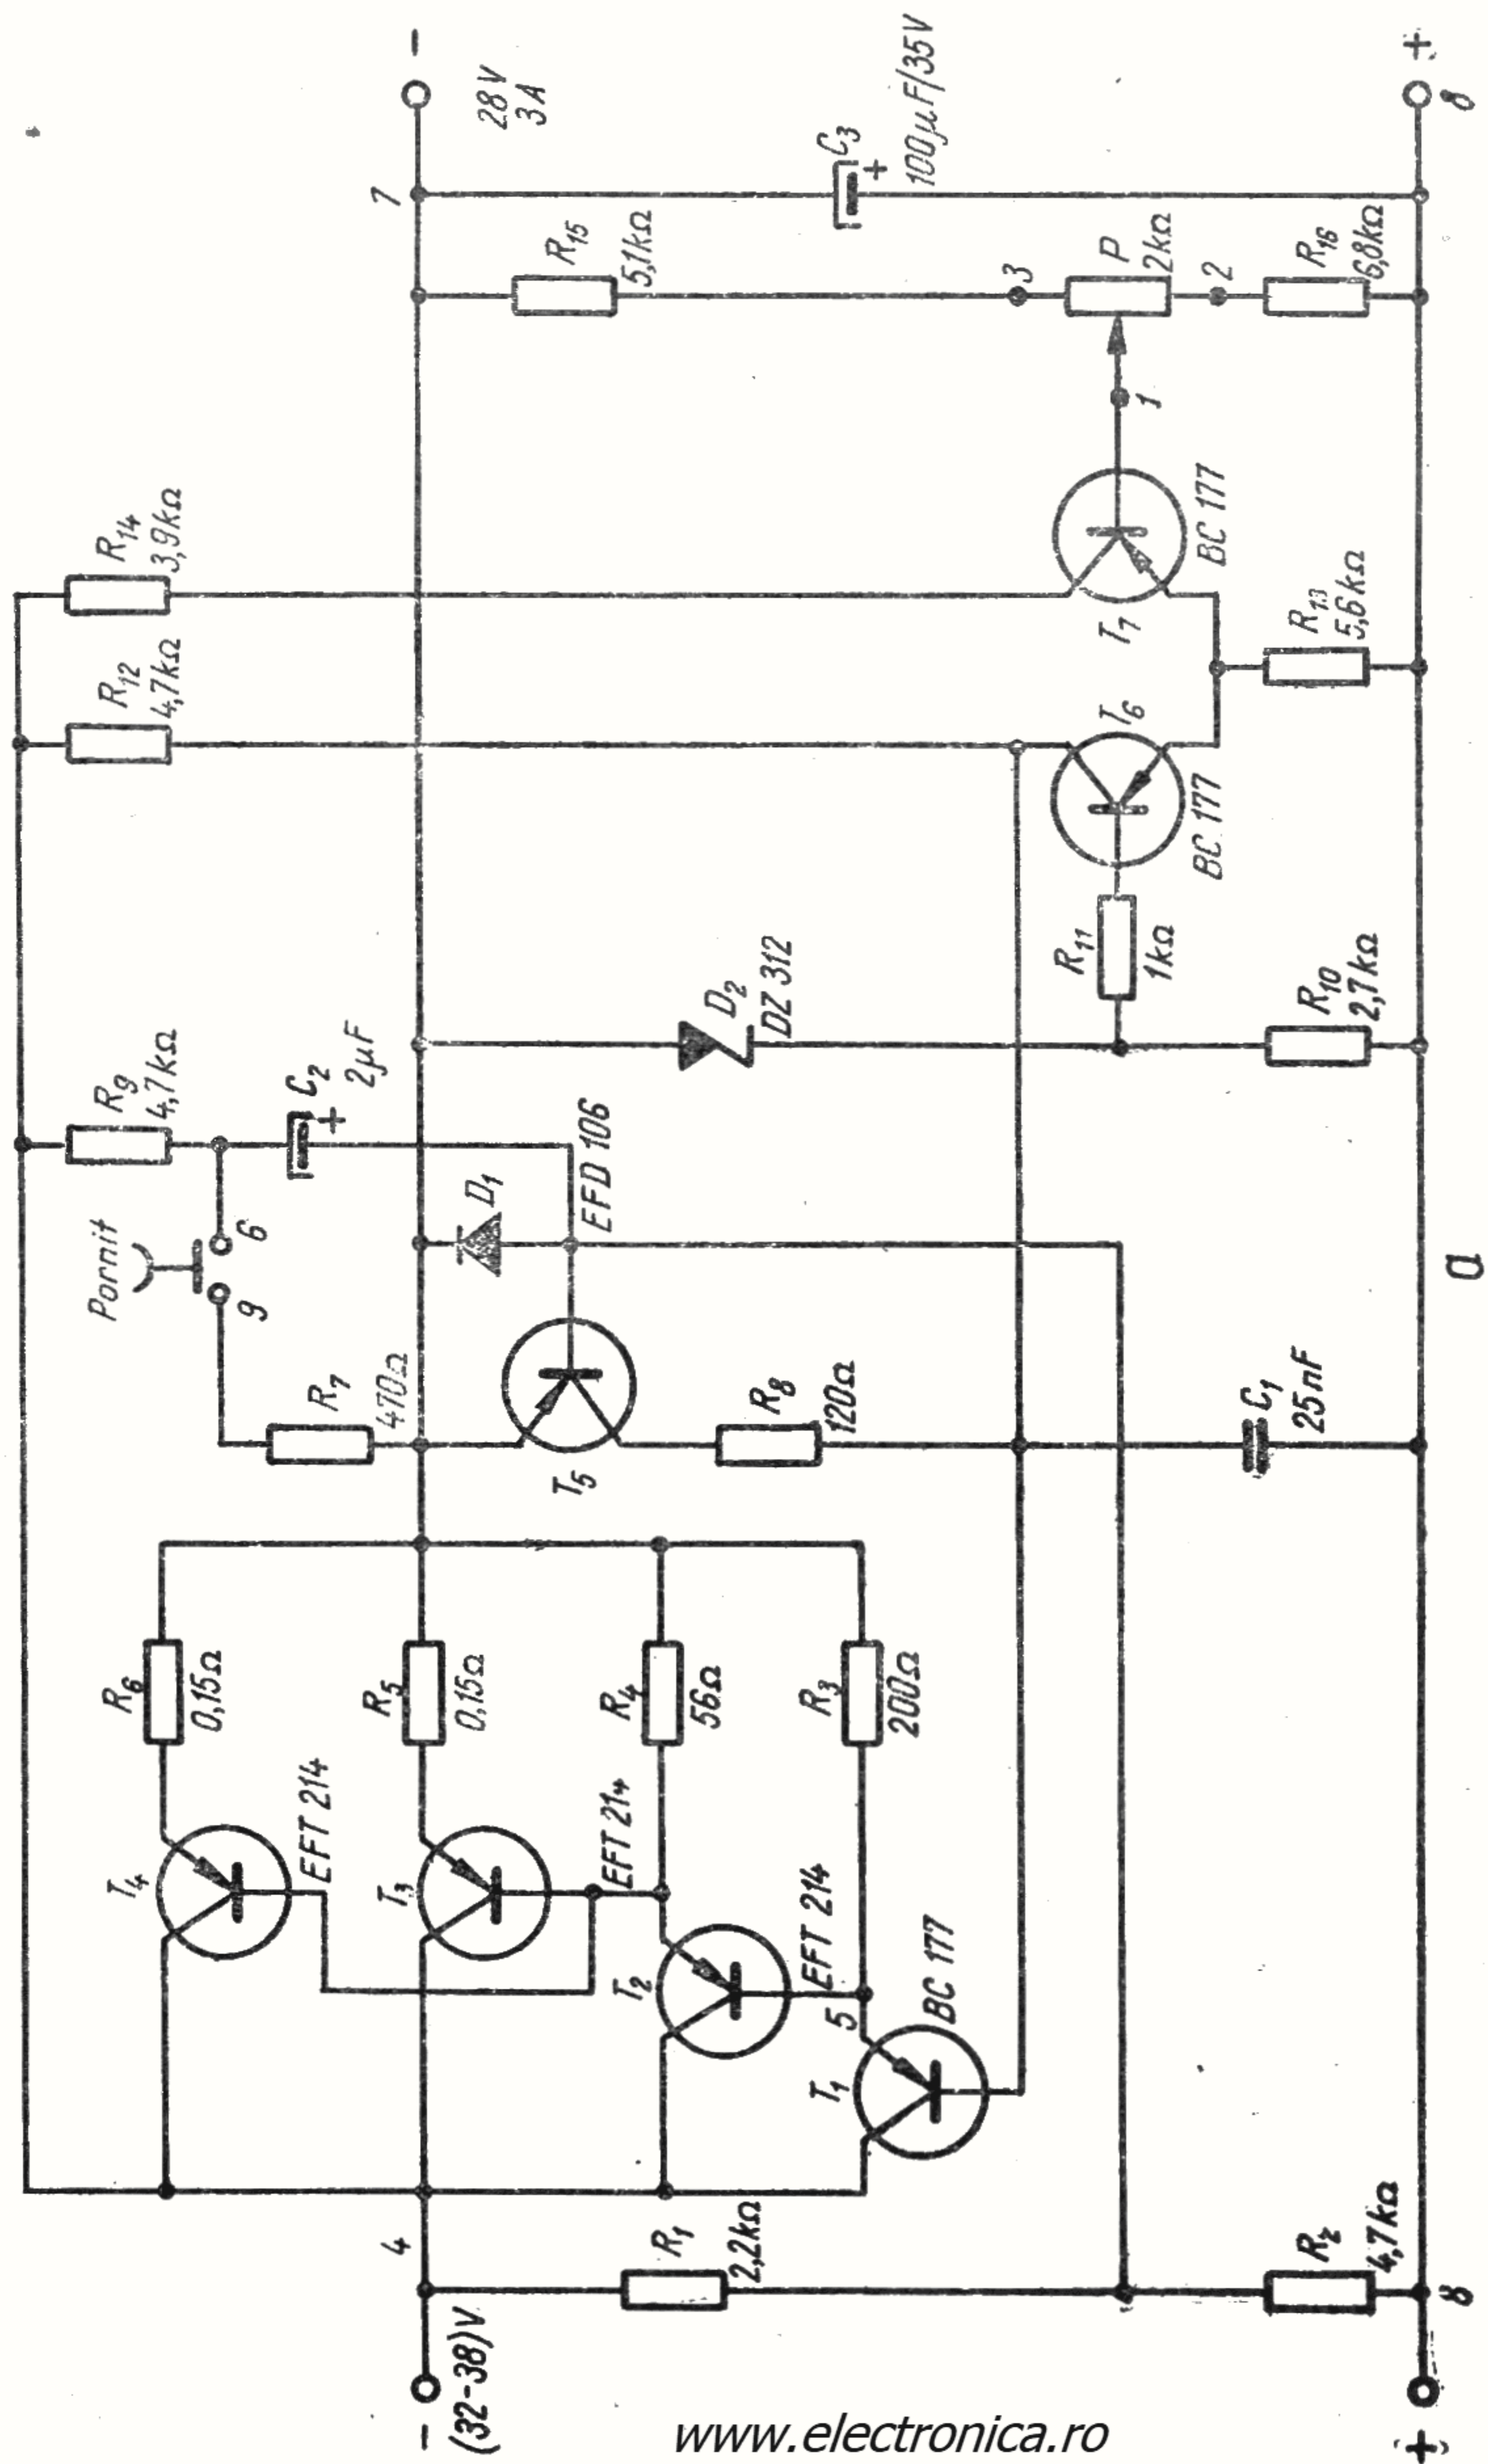 Pornit
9
6
R9
4,7kΩ
R12
4,7kΩ
R14
3,9kΩ
R6
0,15Ω
T4
EFT 214
R5
0,15Ω
T3
EFT 214
R4
56Ω
T2
EFT 214
R3
200Ω
5
T1
BC 177
R7
470Ω
C2
+
2µF
D1
EFD 106
T5
R8
120Ω
C1
25nF
D2
DZ 312
R11
1kΩ
R10
2,7kΩ
T6
BC 177
T7
BC 177
R13
5,6kΩ
7
-
28V
3A
R15
5,1kΩ
3
P
2kΩ
1
2
R16
6,8kΩ
C3
+
100µF/35V
+
8
-
(32-38)V
4
R1
2,2kΩ
R2
4,7kΩ
8
+
a
www.electronica.ro